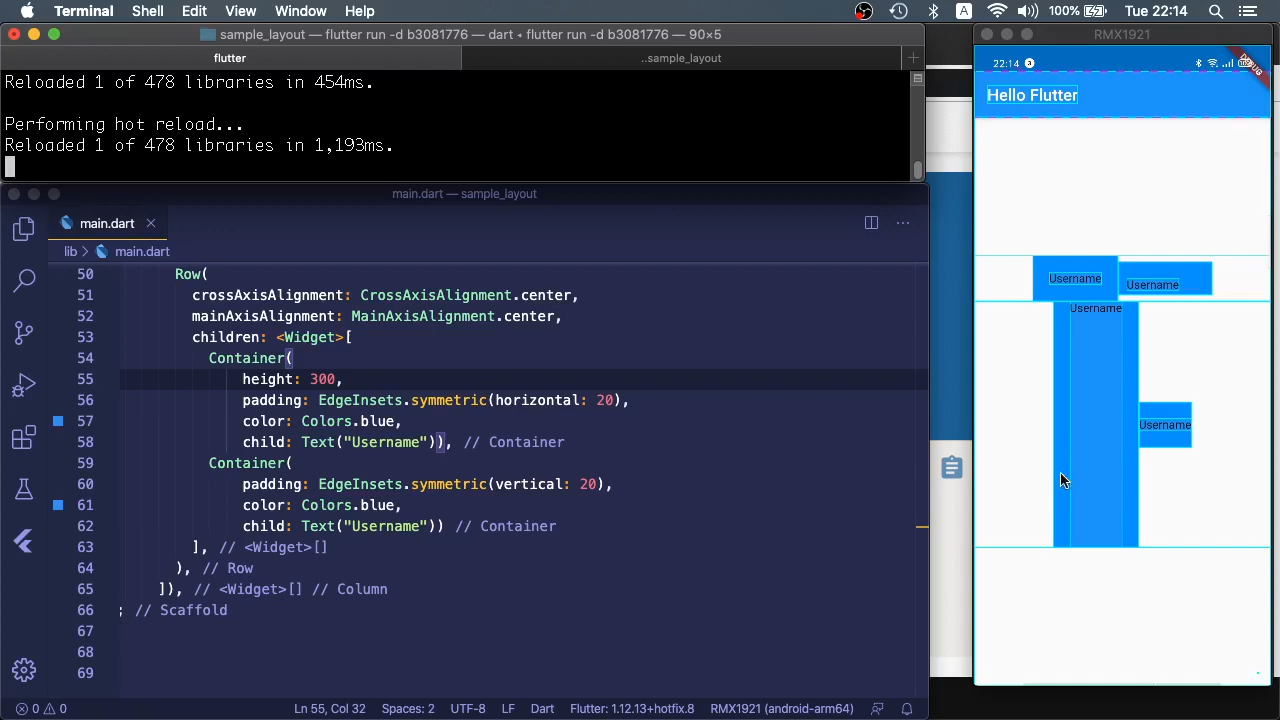 Terminal Shell Edit View Window Help 100% Tue 22:14
sample_layout — flutter run -d b3081776 — dart ◂ flutter run -d b3081776 — 90×5
flutter
..sample_layout
Reloaded 1 of 478 libraries in 454ms.
Performing hot reload...
Reloaded 1 of 478 libraries in 1,193ms.
main.dart — sample_layout
main.dart
lib > main.dart
50 Row(
51 crossAxisAlignment: CrossAxisAlignment.center,
52 mainAxisAlignment: MainAxisAlignment.center,
53 children: <Widget>[
54 Container(
55 height: 300,
56 padding: EdgeInsets.symmetric(horizontal: 20),
57 color: Colors.blue,
58 child: Text("Username")), // Container
59 Container(
60 padding: EdgeInsets.symmetric(vertical: 20),
61 color: Colors.blue,
62 child: Text("Username")) // Container
63 ], // <Widget>[]
64 ), // Row
65 ]), // <Widget>[] // Column
66 ; // Scaffold
67
68
69
0 0 Ln 55, Col 32 Spaces: 2 UTF-8 LF Dart Flutter: 1.12.13+hotfix.8 RMX1921 (android-arm64)
RMX1921
22:14
DEBUG
Hello Flutter
Username
Username
Username
Username